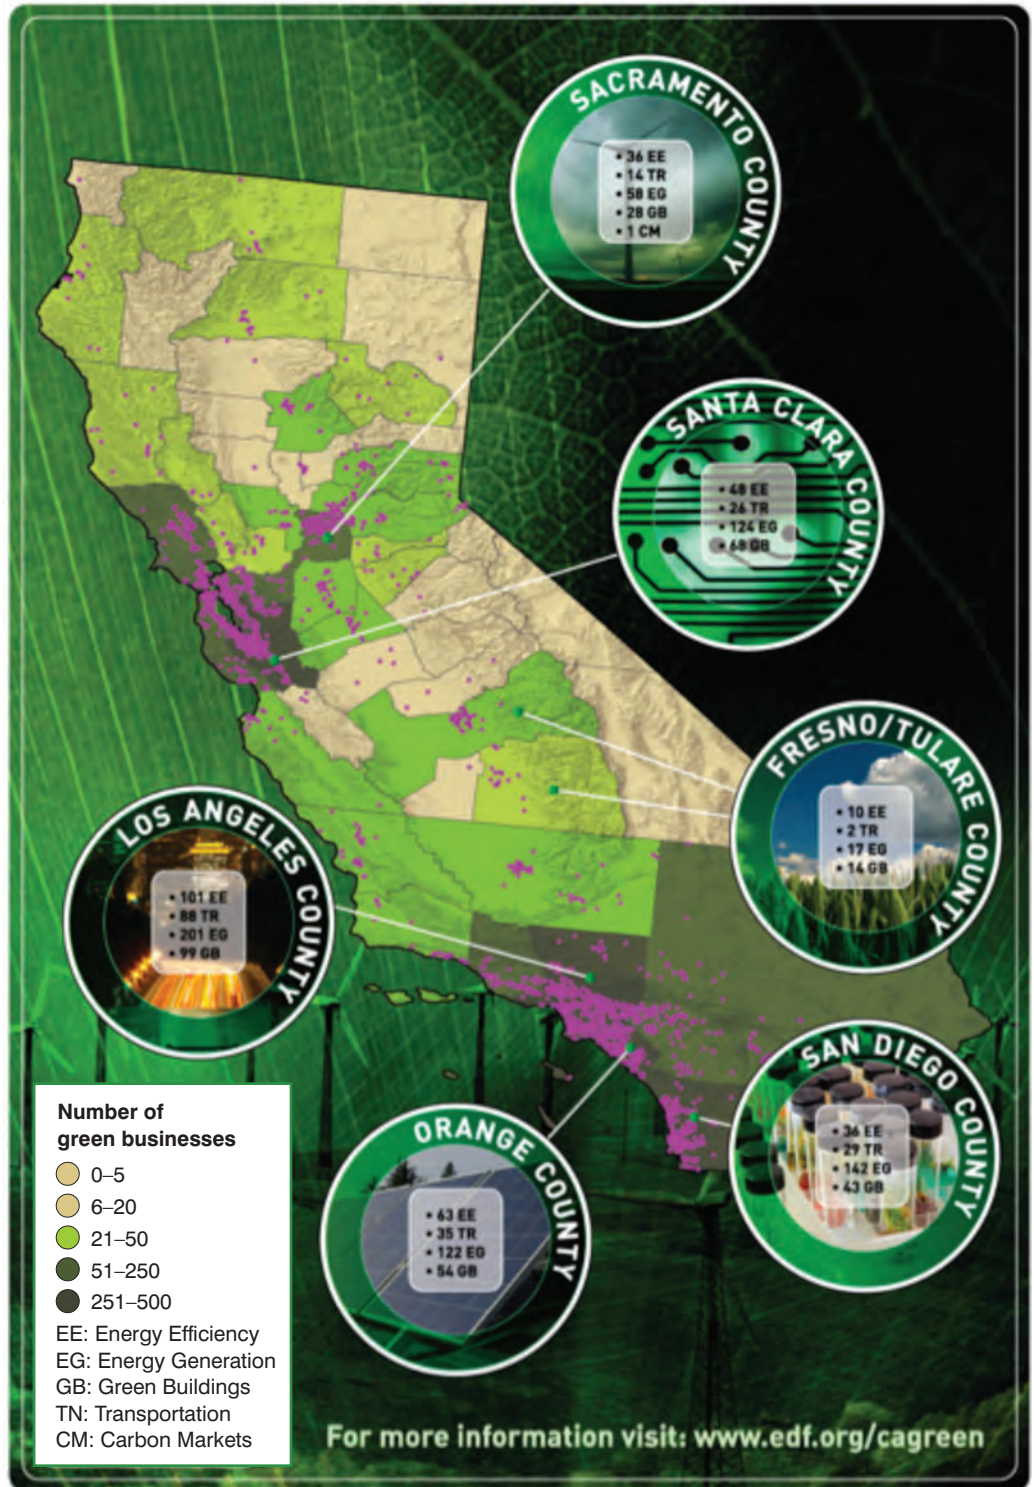 SACRAMENTO COUNTY
• 36 EE
• 14 TR
• 58 EG
• 28 GB
• 1 CM
SANTA CLARA COUNTY
• 48 EE
• 26 TR
• 124 EG
• 68 GB
FRESNO/TULARE COUNTY
• 10 EE
• 2 TR
• 17 EG
• 14 GB
LOS ANGELES COUNTY
• 101 EE
• 88 TR
• 201 EG
• 99 GB
SAN DIEGO COUNTY
• 36 EE
• 29 TR
• 142 EG
• 43 GB
ORANGE COUNTY
• 63 EE
• 35 TR
• 122 EG
• 54 GB
Number of
green businesses
0–5
6–20
21–50
51–250
251–500
EE: Energy Efficiency
EG: Energy Generation
GB: Green Buildings
TN: Transportation
CM: Carbon Markets
For more information visit: www.edf.org/cagreen